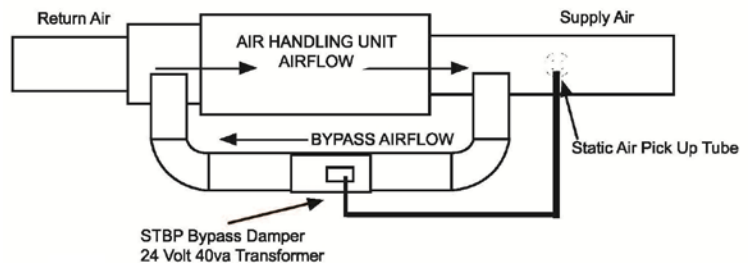 Return Air
Supply Air
AIR HANDLING UNIT
AIRFLOW
BYPASS AIRFLOW
Static Air Pick Up Tube
STBP Bypass Damper
24 Volt 40va Transformer